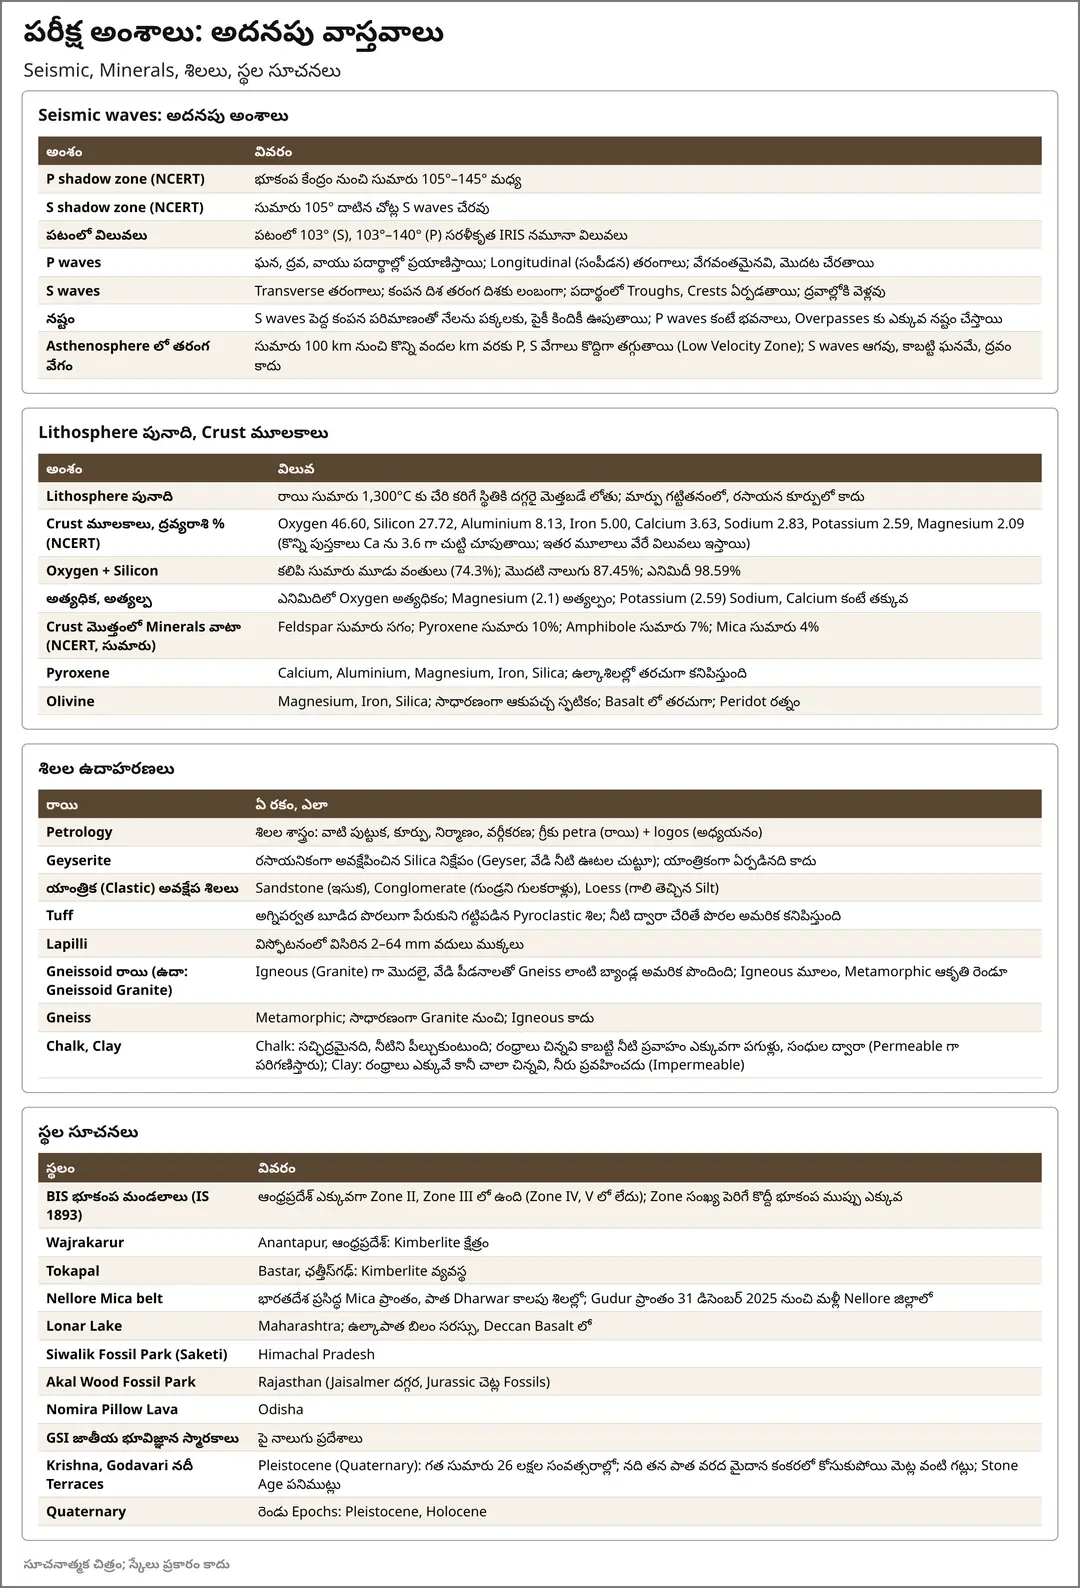 పరీక్ష అంశాలు: అదనపు వాస్తవాలు
Seismic, Minerals, శిలలు, స్థల సూచనలు
Seismic waves: అదనపు అంశాలు
అంశం వివరం
P shadow zone (NCERT) భూకంప కేంద్రం నుంచి సుమారు 105°–145° మధ్య
S shadow zone (NCERT) సుమారు 105° దాటిన చోట్ల S waves చేరవు
పటంలో విలువలు పటంలో 103° (S), 103°–140° (P) సరళీకృత IRIS నమూనా విలువలు
P waves ఘన, ద్రవ, వాయు పదార్థాల్లో ప్రయాణిస్తాయి; Longitudinal (సంపీడన) తరంగాలు; వేగవంతమైనవి, మొదట చేరతాయి
S waves Transverse తరంగాలు; కంపన దిశ తరంగ దిశకు లంబంగా; పదార్థంలో Troughs, Crests ఏర్పడతాయి; ద్రవాల్లోకి వెళ్లవు
నష్టం S waves పెద్ద కంపన పరిమాణంతో నేలను పక్కలకు, పైకీ కిందికీ ఊపుతాయి; P waves కంటే భవనాలు, Overpasses కు ఎక్కువ నష్టం చేస్తాయి
Asthenosphere లో తరంగ వేగం సుమారు 100 km నుంచి కొన్ని వందల km వరకు P, S వేగాలు కొద్దిగా తగ్గుతాయి (Low Velocity Zone); S waves ఆగవు, కాబట్టి ఘనమే, ద్రవం
కాదు
Lithosphere పునాది, Crust మూలకాలు
అంశం విలువ
Lithosphere పునాది రాయి సుమారు 1,300°C కు చేరి కరిగే స్థితికి దగ్గరై మెత్తబడే లోతు; మార్పు గట్టితనంలో, రసాయన కూర్పులో కాదు
Crust మూలకాలు, ద్రవ్యరాశి % (NCERT) Oxygen 46.60, Silicon 27.72, Aluminium 8.13, Iron 5.00, Calcium 3.63, Sodium 2.83, Potassium 2.59, Magnesium 2.09
(కొన్ని పుస్తకాలు Ca ను 3.6 గా చుట్టి చూపుతాయి; ఇతర మూలాలు వేరే విలువలు ఇస్తాయి)
Oxygen + Silicon కలిపి సుమారు మూడు వంతులు (74.3%); మొదటి నాలుగు 87.45%; ఎనిమిదీ 98.59%
అత్యధిక, అత్యల్ప ఎనిమిదిలో Oxygen అత్యధికం; Magnesium (2.1) అత్యల్పం; Potassium (2.59) Sodium, Calcium కంటే తక్కువ
Crust మొత్తంలో Minerals వాటా (NCERT, సుమారు) Feldspar సుమారు సగం; Pyroxene సుమారు 10%; Amphibole సుమారు 7%; Mica సుమారు 4%
Pyroxene Calcium, Aluminium, Magnesium, Iron, Silica; ఉల్కాశిలల్లో తరచుగా కనిపిస్తుంది
Olivine Magnesium, Iron, Silica; సాధారణంగా ఆకుపచ్చ స్ఫటికం; Basalt లో తరచుగా; Peridot రత్నం
శిలల ఉదాహరణలు
రాయి ఏ రకం, ఎలా
Petrology శిలల శాస్త్రం: వాటి పుట్టుక, కూర్పు, నిర్మాణం, వర్గీకరణ; గ్రీకు petra (రాయి) + logos (అధ్యయనం)
Geyserite రసాయనికంగా అవక్షేపించిన Silica నిక్షేపం (Geyser, వేడి నీటి ఊటల చుట్టూ); యాంత్రికంగా ఏర్పడినది కాదు
యాంత్రిక (Clastic) అవక్షేప శిలలు Sandstone (ఇసుక), Conglomerate (గుండ్రని గులకరాళ్లు), Loess (గాలి తెచ్చిన Silt)
Tuff అగ్నిపర్వత బూడిద పొరలుగా పేరుకుని గట్టిపడిన Pyroclastic శిల; నీటి ద్వారా చేరితే పొరల అమరిక కనిపిస్తుంది
Lapilli విస్ఫోటనంలో విసిరిన 2–64 mm వదులు ముక్కలు
Gneissoid రాయి (ఉదా: Gneissoid Granite) Igneous (Granite) గా మొదలై, వేడి పీడనాలతో Gneiss లాంటి బ్యాండ్ల అమరిక పొందింది; Igneous మూలం, Metamorphic ఆకృతి రెండూ
Gneiss Metamorphic; సాధారణంగా Granite నుంచి; Igneous కాదు
Chalk, Clay Chalk: సచ్ఛిద్రమైనది, నీటిని పీల్చుకుంటుంది; రంధ్రాలు చిన్నవి కాబట్టి నీటి ప్రవాహం ఎక్కువగా పగుళ్లు, సంధుల ద్వారా (Permeable గా
పరిగణిస్తారు); Clay: రంధ్రాలు ఎక్కువే కానీ చాలా చిన్నవి, నీరు ప్రవహించదు (Impermeable)
స్థల సూచనలు
స్థలం వివరం
BIS భూకంప మండలాలు (IS 1893) ఆంధ్రప్రదేశ్ ఎక్కువగా Zone II, Zone III లో ఉంది (Zone IV, V లో లేదు); Zone సంఖ్య పెరిగే కొద్దీ భూకంప ముప్పు ఎక్కువ
Wajrakarur Anantapur, ఆంధ్రప్రదేశ్: Kimberlite క్షేత్రం
Tokapal Bastar, ఛత్తీస్‌గఢ్: Kimberlite వ్యవస్థ
Nellore Mica belt భారతదేశ ప్రసిద్ధ Mica ప్రాంతం, పాత Dharwar కాలపు శిలల్లో; Gudur ప్రాంతం 31 డిసెంబర్ 2025 నుంచి మళ్లీ Nellore జిల్లాలో
Lonar Lake Maharashtra; ఉల్కాపాత బిలం సరస్సు, Deccan Basalt లో
Siwalik Fossil Park (Saketi) Himachal Pradesh
Akal Wood Fossil Park Rajasthan (Jaisalmer దగ్గర, Jurassic చెట్ల Fossils)
Nomira Pillow Lava Odisha
GSI జాతీయ భూవిజ్ఞాన స్మారకాలు పై నాలుగు ప్రదేశాలు
Krishna, Godavari నదీ Terraces Pleistocene (Quaternary): గత సుమారు 26 లక్షల సంవత్సరాల్లో; నది తన పాత వరద మైదాన కంకరలో కోసుకుపోయి మెట్ల వంటి గట్లు; Stone
Age పనిముట్లు
Quaternary రెండు Epochs: Pleistocene, Holocene
సూచనాత్మక చిత్రం; స్కేలు ప్రకారం కాదు